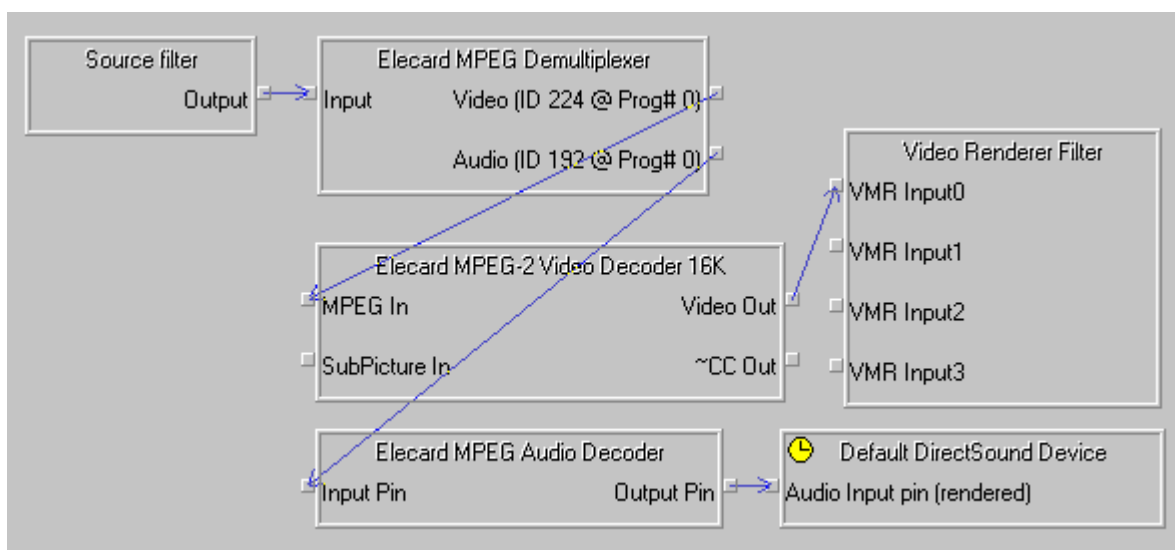 Source filter
Output
Elecard MPEG Demultiplexer
Input Video (ID 224 @ Prog# 0)
Audio (ID 192 @ Prog# 0)
Video Renderer Filter
VMR Input0
VMR Input1
VMR Input2
VMR Input3
Elecard MPEG-2 Video Decoder 16K
MPEG In Video Out
SubPicture In ~CC Out
Elecard MPEG Audio Decoder
Input Pin Output Pin
Default DirectSound Device
Audio Input pin (rendered)